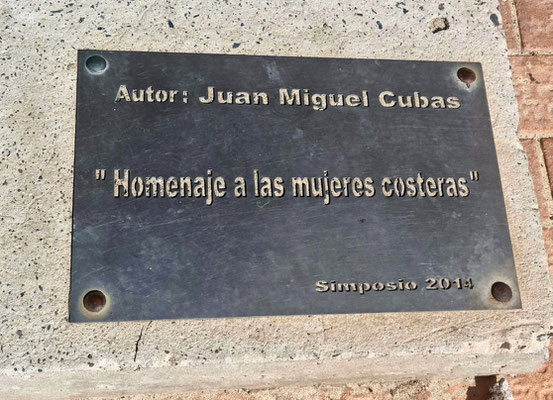 Autor: Juan Miguel Cubas
"Homenaje a las mujeres costeras"
Simposio 2014